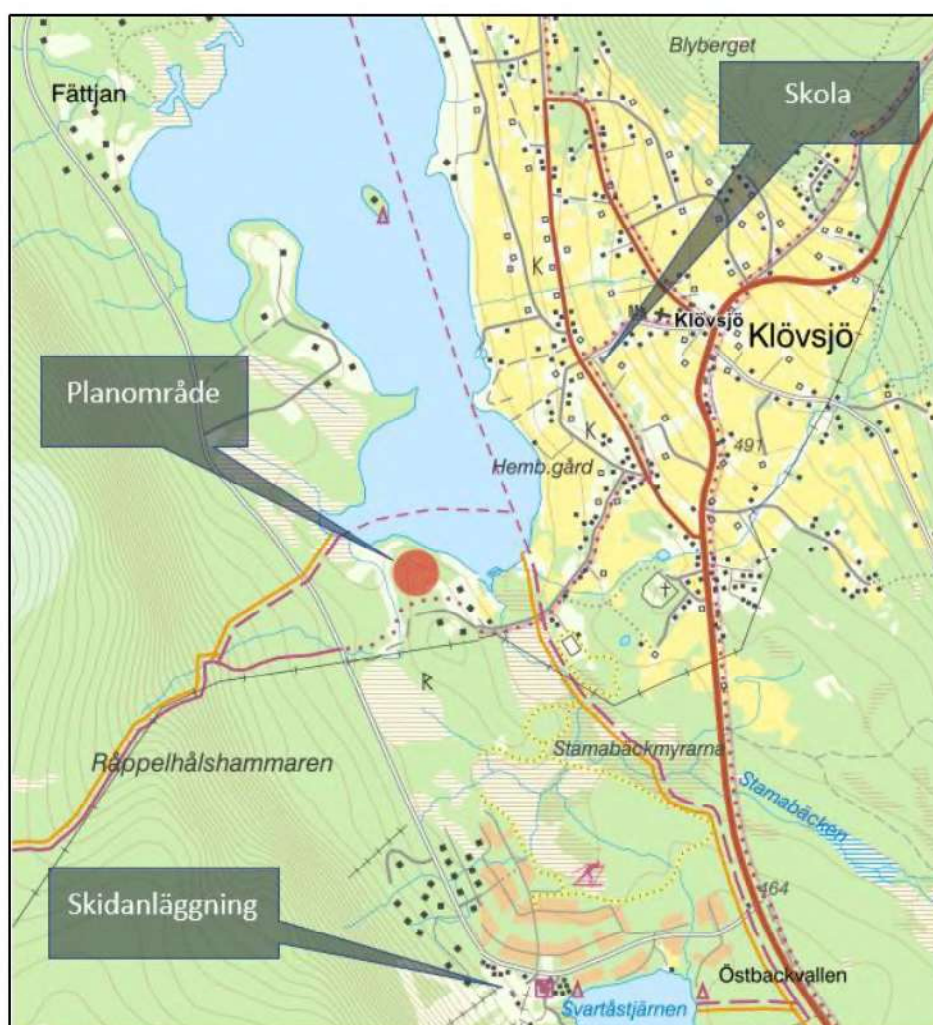 Blyberget
Fättjan
Skola
K
Klövsjö
Klövsjö
Planområde
K
491
Hemb.gård
R
Råppelhålshammaren
Stamabäckmyrarna
Stamabäcken
464
Skidanläggning
Östbackvallen
Svartåstjärnen